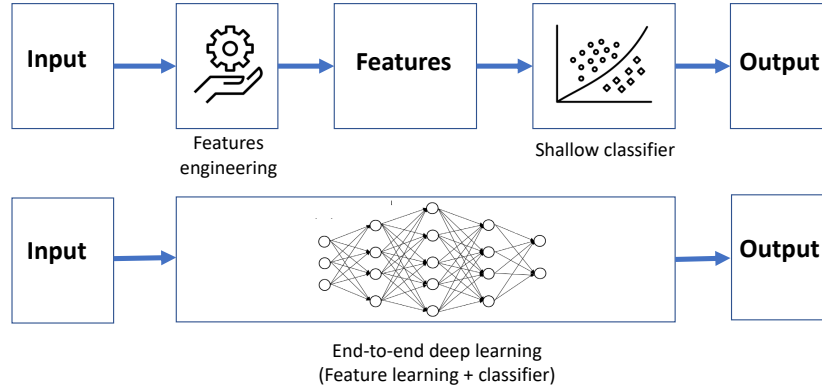 Input
Features
Output
Features
engineering
Shallow classifier
Input
Output
End-to-end deep learning
(Feature learning + classifier)